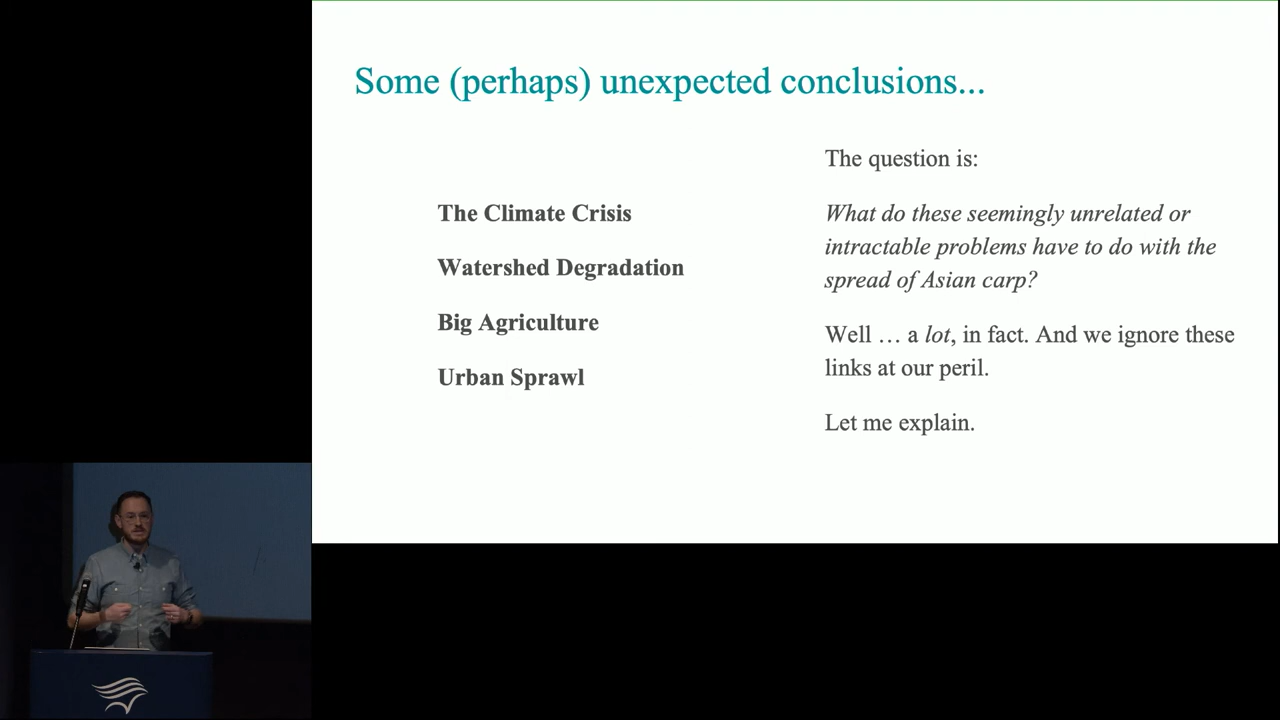 Some (perhaps) unexpected conclusions...
The Climate Crisis
Watershed Degradation
Big Agriculture
Urban Sprawl
The question is:
What do these seemingly unrelated or
intractable problems have to do with the
spread of Asian carp?
Well … a lot, in fact. And we ignore these
links at our peril.
Let me explain.